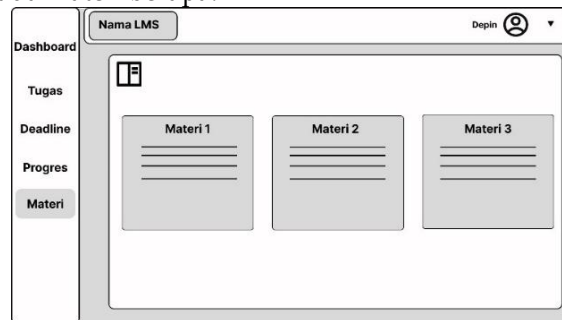 Nama LMS
Depin
Dashboard
Tugas
Deadline
Progres
Materi
Materi 1
Materi 2
Materi 3